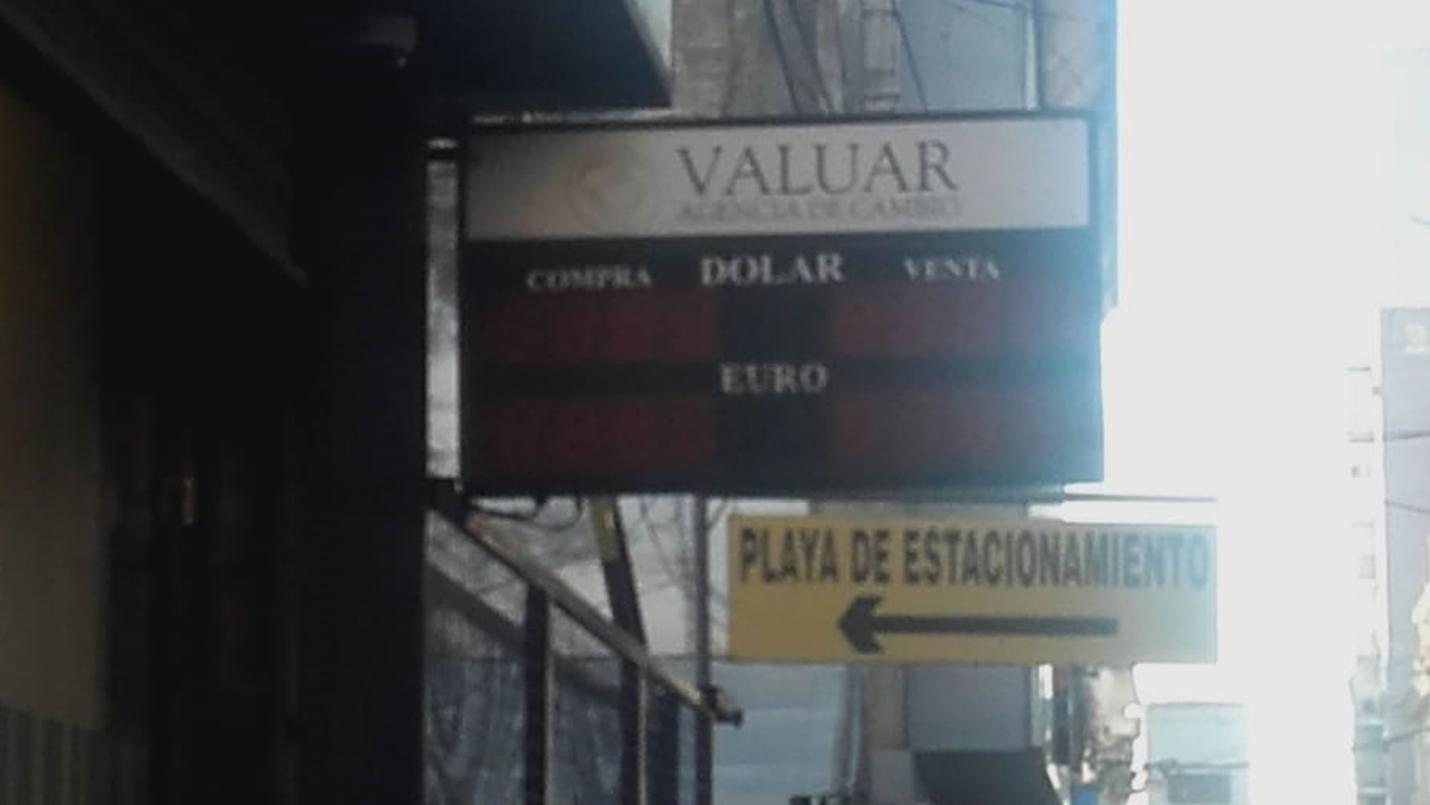 VALUAR
AGENCIA DE CAMBIO
COMPRA DOLAR VENTA
EURO
PLAYA DE ESTACIONAMIENTO